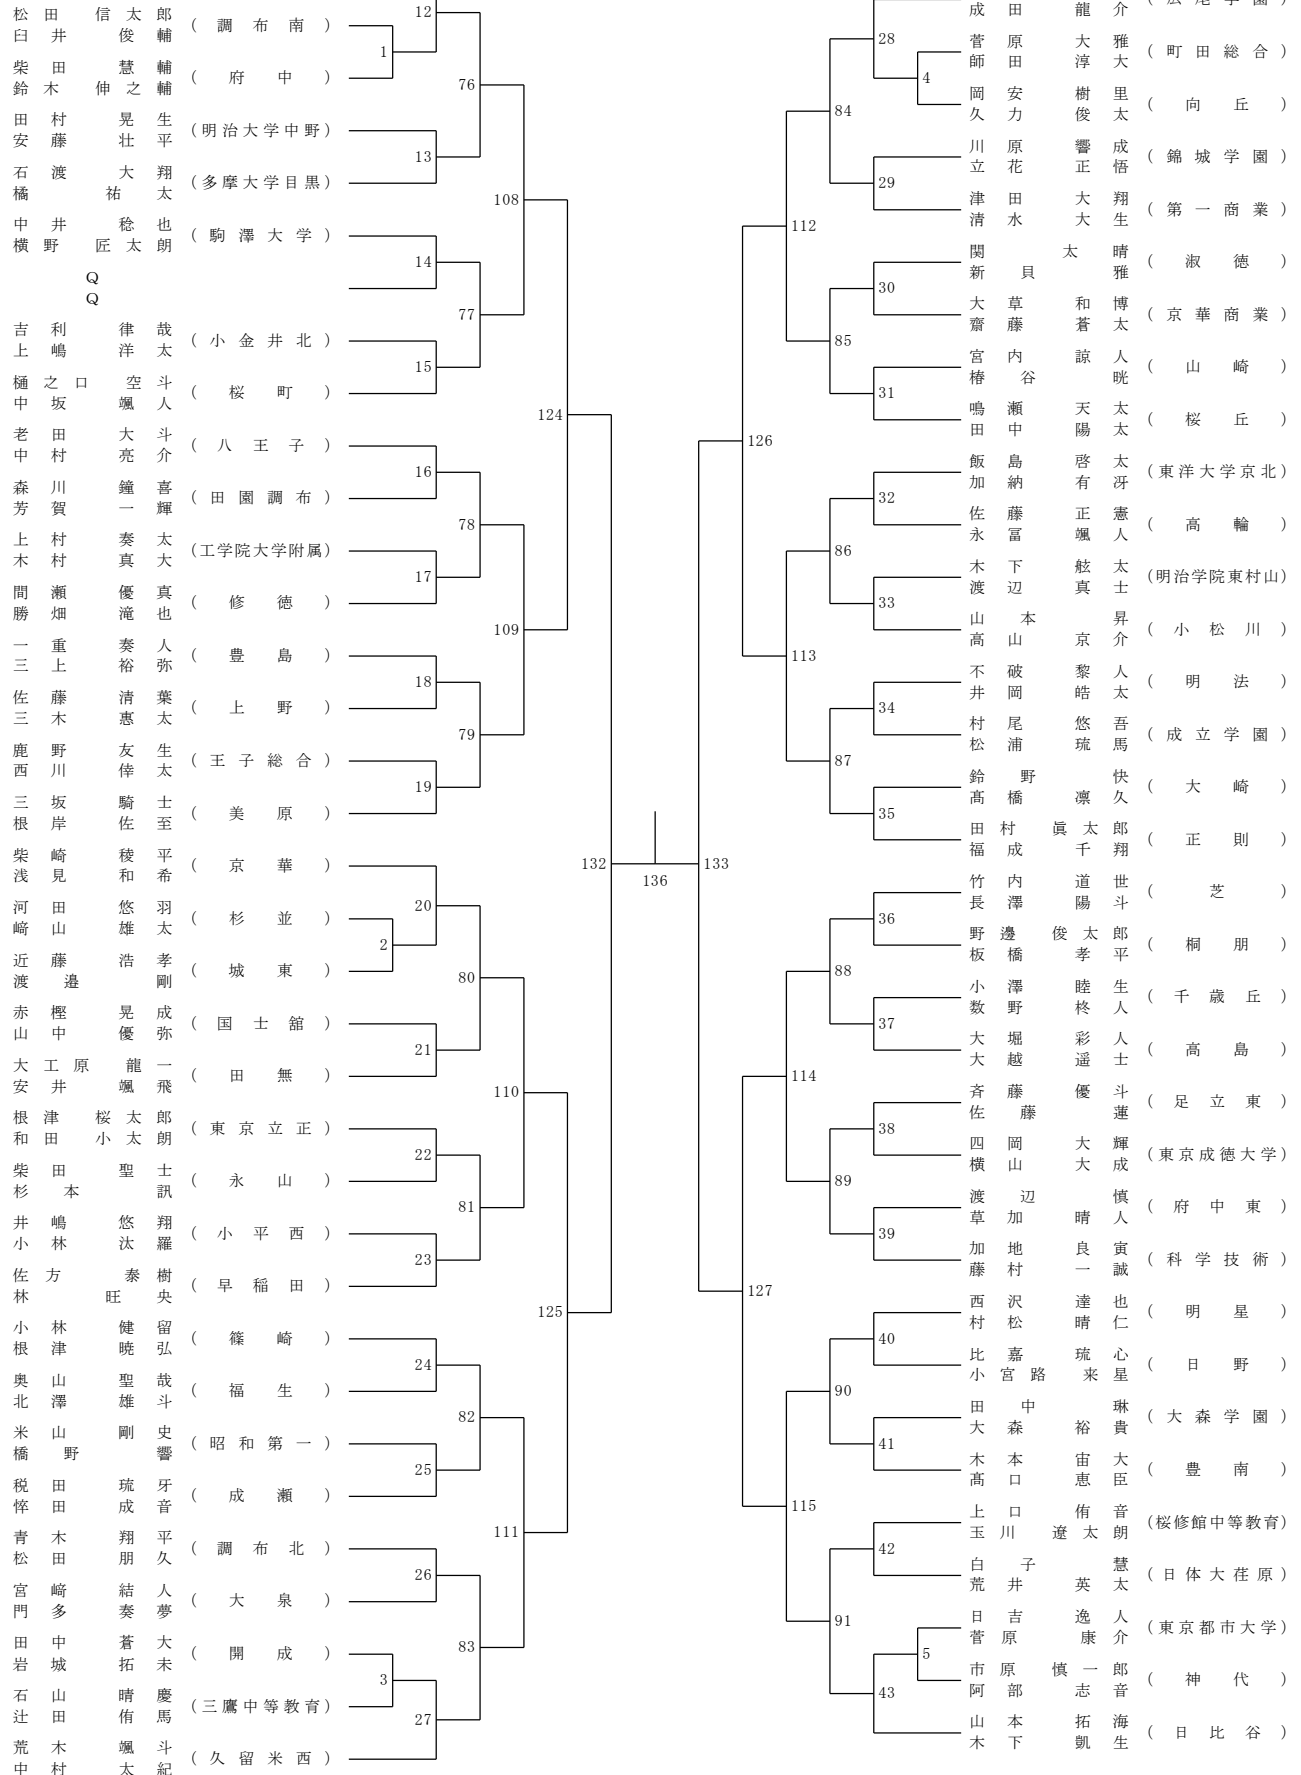 松田 信太郎
臼井 俊輔
(調布南)
柴田 慧輔
鈴木 伸之輔
(府中)
田村 晃生
安藤 壮平
(明治大学中野)
石渡 大翔
橘 祐太
(多摩大学目黒)
中井 稔也
横野 匠太朗
(駒澤大学)
Q
Q
吉利 律哉
上嶋 洋太
(小金井北)
樋之口 空斗
中坂 颯人
(桜町)
老田 大斗
中村 亮介
(八王子)
森川 鐘喜
芳賀 一輝
(田園調布)
上村 奏太
木村 真大
(工学院大学附属)
間瀬 優真
勝畑 滝也
(修徳)
一重 奏人
三上 裕弥
(豊島)
佐藤 清葉
三木 惠太
(上野)
鹿野 友生
西川 倖太
(王子総合)
三坂 騎士
根岸 佐至
(美原)
柴崎 稜平
浅見 和希
(京華)
河田 悠羽
﨑山 雄太
(杉並)
近藤 浩孝
渡邉 剛
(城東)
赤樫 晃成
山中 優弥
(国士舘)
大工原 龍一
安井 颯飛
(田無)
根津 桜太郎
和田 小太朗
(東京立正)
柴田 聖士
杉本 訊
(永山)
井嶋 悠翔
小林 汰羅
(小平西)
佐方 泰樹
林 旺央
(早稲田)
小林 健留
根津 暁弘
(篠崎)
奥山 聖哉
北澤 雄斗
(福生)
米山 剛史
橋野 響
(昭和第一)
税田 琉牙
悴田 成音
(成瀬)
青木 翔平
松田 朋久
(調布北)
宮﨑 結人
門多 奏夢
(大泉)
田中 蒼大
岩城 拓未
(開成)
石山 晴慶
辻田 侑馬
(三鷹中等教育)
荒木 颯斗
中村 太紀
(久留米西)
12
1
76
13
108
14
77
15
124
16
78
17
109
18
79
19
132
20
2
80
21
110
22
81
23
125
24
82
25
111
26
83
3
27
136
133
28
4
84
29
112
30
85
31
126
32
86
33
113
34
87
35
36
88
37
114
38
89
39
127
40
90
41
115
42
91
5
43
成田 龍介
(広尾学園)
菅原 大雅
師田 淳大
(町田総合)
岡安 樹里
久力 俊太
(向丘)
川原 響成
立花 正悟
(錦城学園)
津田 大翔
清水 大生
(第一商業)
関 太晴
新貝 雅
(淑徳)
大草 和博
齋藤 蒼太
(京華商業)
宮内 諒人
椿谷 晄
(山崎)
鳴瀬 天太
田中 陽太
(桜丘)
飯島 啓太
加納 有冴
(東洋大学京北)
佐藤 正憲
永冨 颯人
(高輪)
木下 舷太
渡辺 真士
(明治学院東村山)
山本 昇
高山 京介
(小松川)
不破 黎人
井岡 皓太
(明法)
村尾 悠吾
松浦 琉馬
(成立学園)
鈴野 快
髙橋 凛久
(大崎)
田村 眞太郎
福成 千翔
(正則)
竹内 道世
長澤 陽斗
(芝)
野邊 俊太郎
板橋 孝平
(桐朋)
小澤 睦生
数野 柊人
(千歳丘)
大堀 彩人
大越 遥士
(高島)
斉藤 優斗
佐藤 蓮
(足立東)
四岡 大輝
横山 大成
(東京成徳大学)
渡辺 慎
草加 晴人
(府中東)
加地 良寅
藤村 一誠
(科学技術)
西沢 達也
村松 晴仁
(明星)
比嘉 琉心
小宮路 来星
(日野)
田中 琳
大森 裕貴
(大森学園)
木本 宙大
髙口 恵臣
(豊南)
上口 侑音
玉川 遼太朗
(桜修館中等教育)
白子 慧
荒井 英太
(日体大荏原)
日吉 逸人
菅原 康介
(東京都市大学)
市原 慎一郎
阿部 志音
(神代)
山本 拓海
木下 凱生
(日比谷)